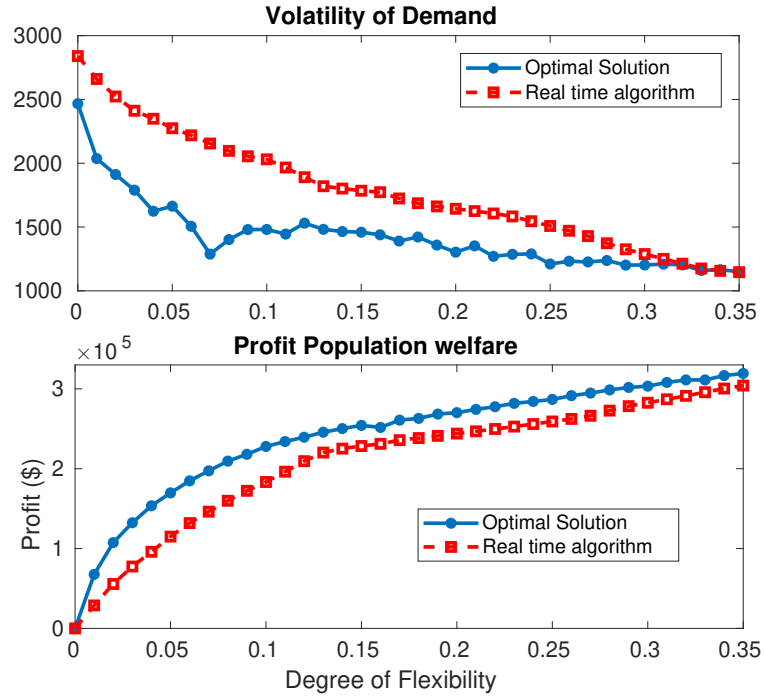 Volatility of Demand
3000
2500
2000
1500
1000
Optimal Solution
Real time algorithm
0 0.05 0.1 0.15 0.2 0.25 0.3 0.35
×10^5
Profit Population welfare
3
2
1
0
Profit ($)
Optimal Solution
Real time algorithm
0 0.05 0.1 0.15 0.2 0.25 0.3 0.35
Degree of Flexibility